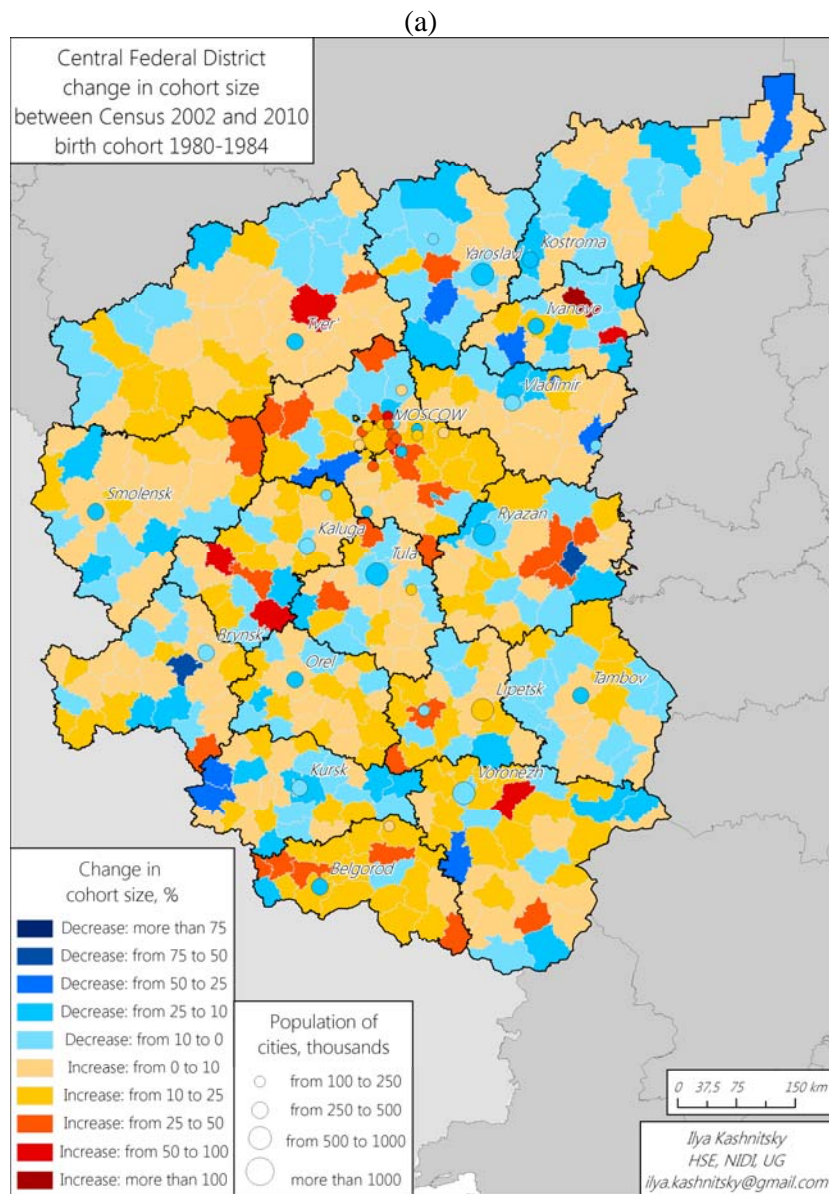 (a)
Central Federal District
change in cohort size
between Census 2002 and 2010
birth cohort 1980-1984
Yaroslavl
Kostroma
Ivanovo
Tver'
Vladimir
MOSCOW
Smolensk
Kaluga
Ryazan
Tula
Brynsk
Orel
Lipetsk
Tambov
Kursk
Voronezh
Belgorod
Change in
cohort size, %
Decrease: more than 75
Decrease: from 75 to 50
Decrease: from 50 to 25
Decrease: from 25 to 10
Decrease: from 10 to 0
Increase: from 0 to 10
Increase: from 10 to 25
Increase: from 25 to 50
Increase: from 50 to 100
Increase: more than 100
Population of
cities, thousands
from 100 to 250
from 250 to 500
from 500 to 1000
more than 1000
0 37,5 75 150 km
Ilya Kashnitsky
HSE, NIDI, UG
ilya.kashnitsky@gmail.com